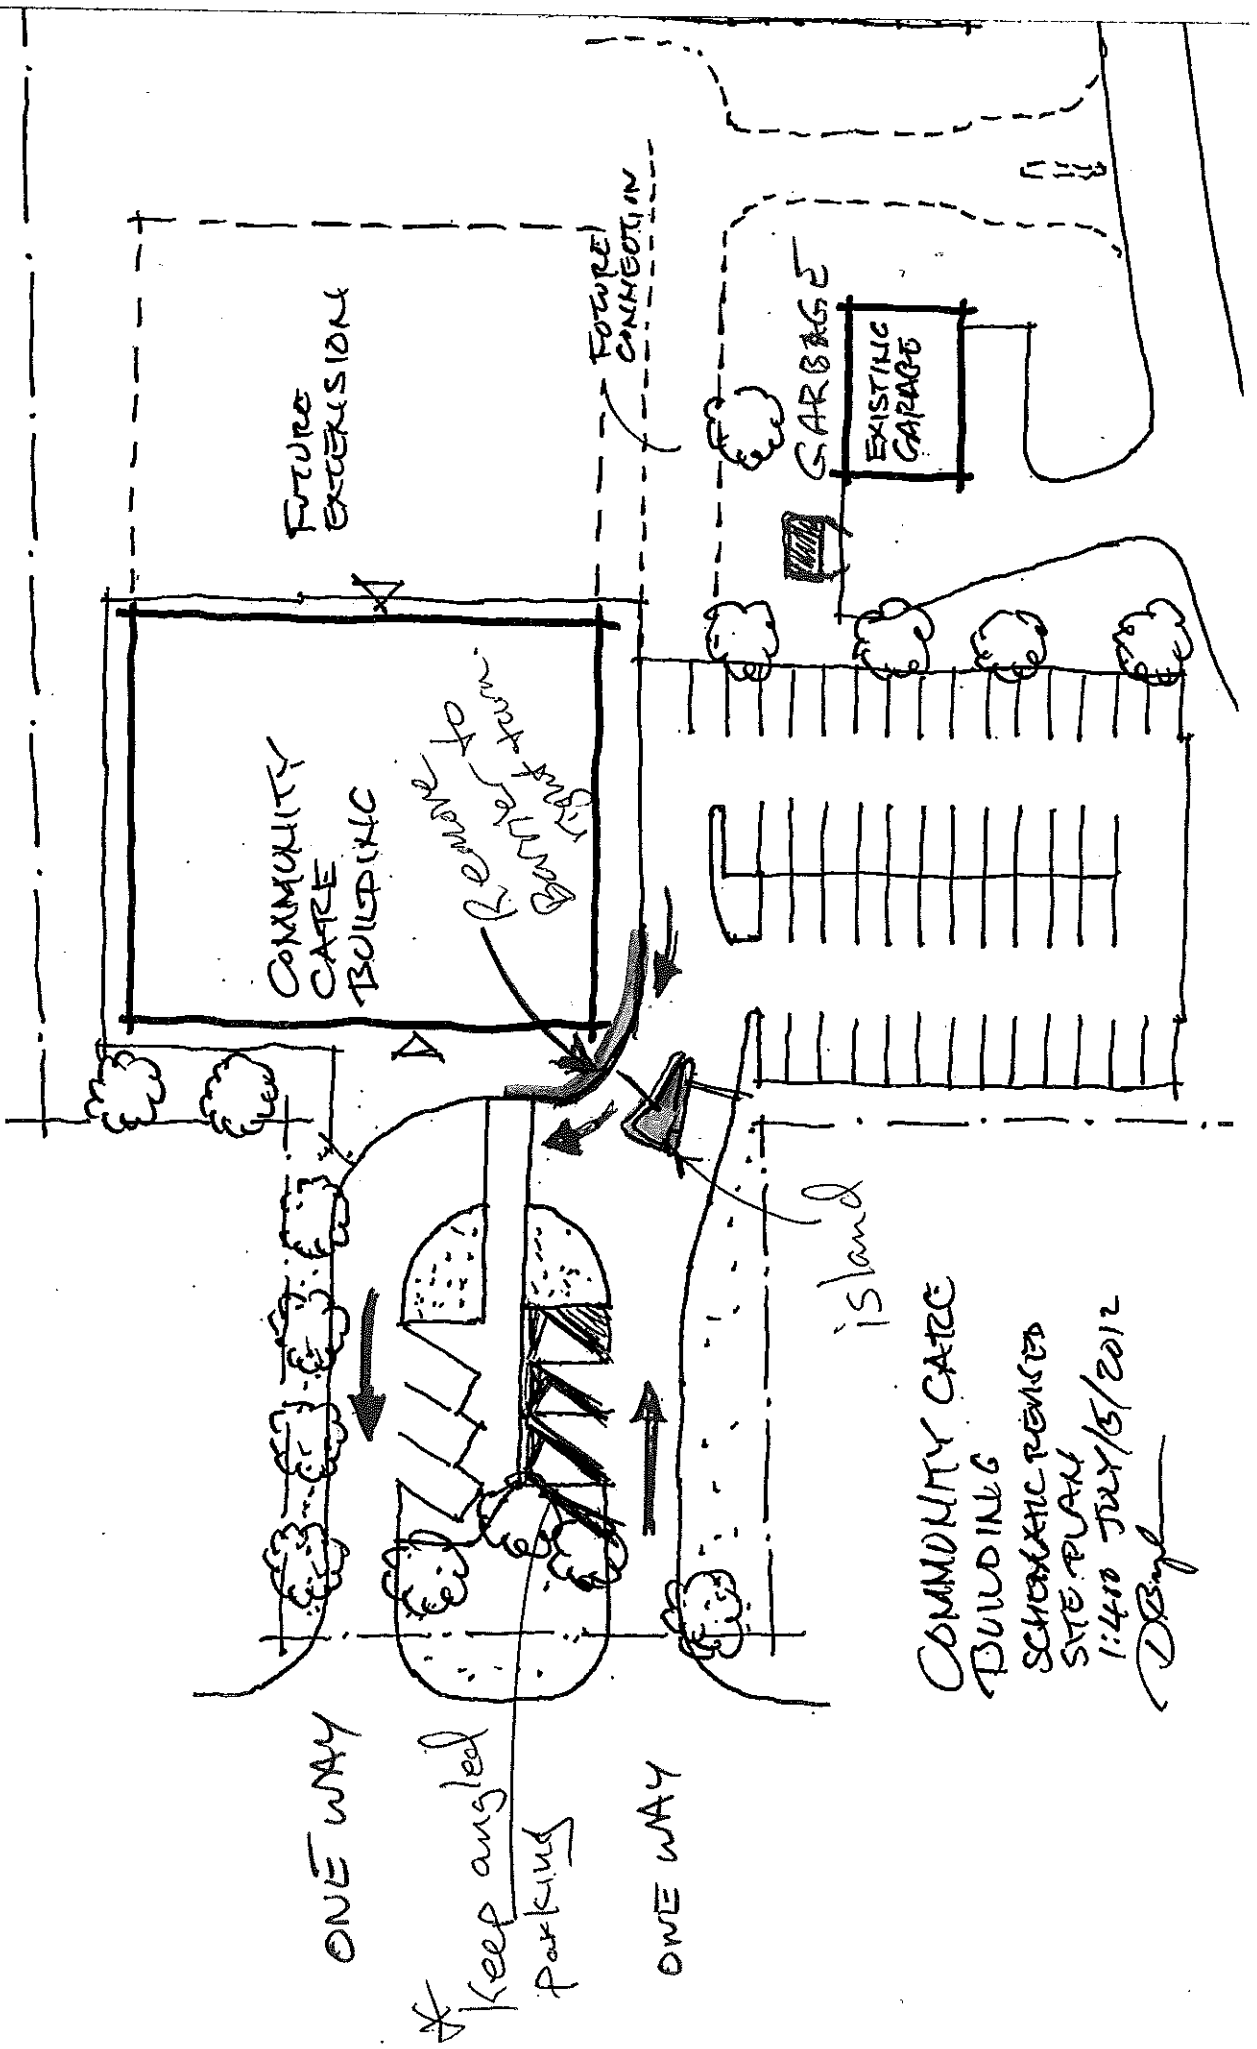 FUTURE
EXTENSION
FUTURE
CONNECTION
GARBAGE
EXISTING
GARAGE
COMMUNITY
CARE
BUILDING
Remove to
Barrier turn
right
island
ONE WAY
* Keep angled
Parking
ONE WAY
COMMUNITY CARE
BUILDING
SCHEMATIC REVISED
SITE PLAN
1:400 JULY/5/2012